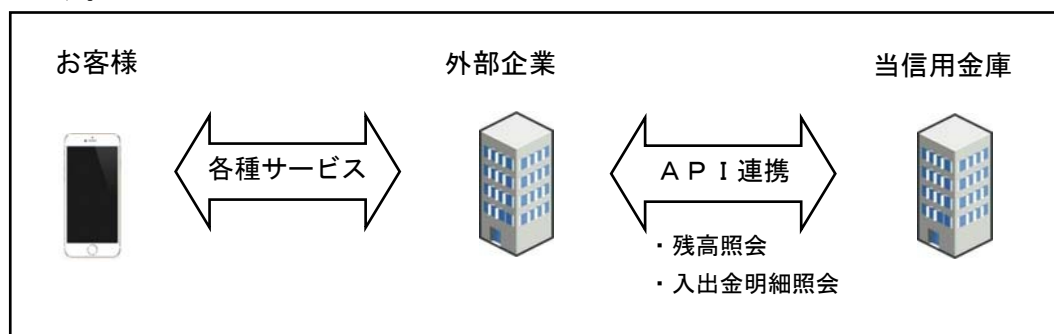 お客様
外部企業
当信用金庫
各種サービス
ＡＰＩ連携
・残高照会
・入出金明細照会